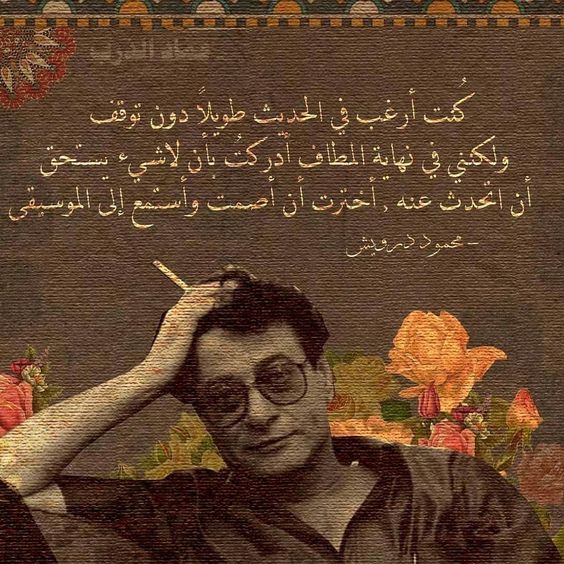 كُنت أرغب في الحديث طويلاً دون توقف
ولكنني في نهاية المطاف أدركتُ بأن لاشيء يستحق
أن اتحدث عنه , أخترت أن أصمت وأستمع إلى الموسيقى
- محمود درويش